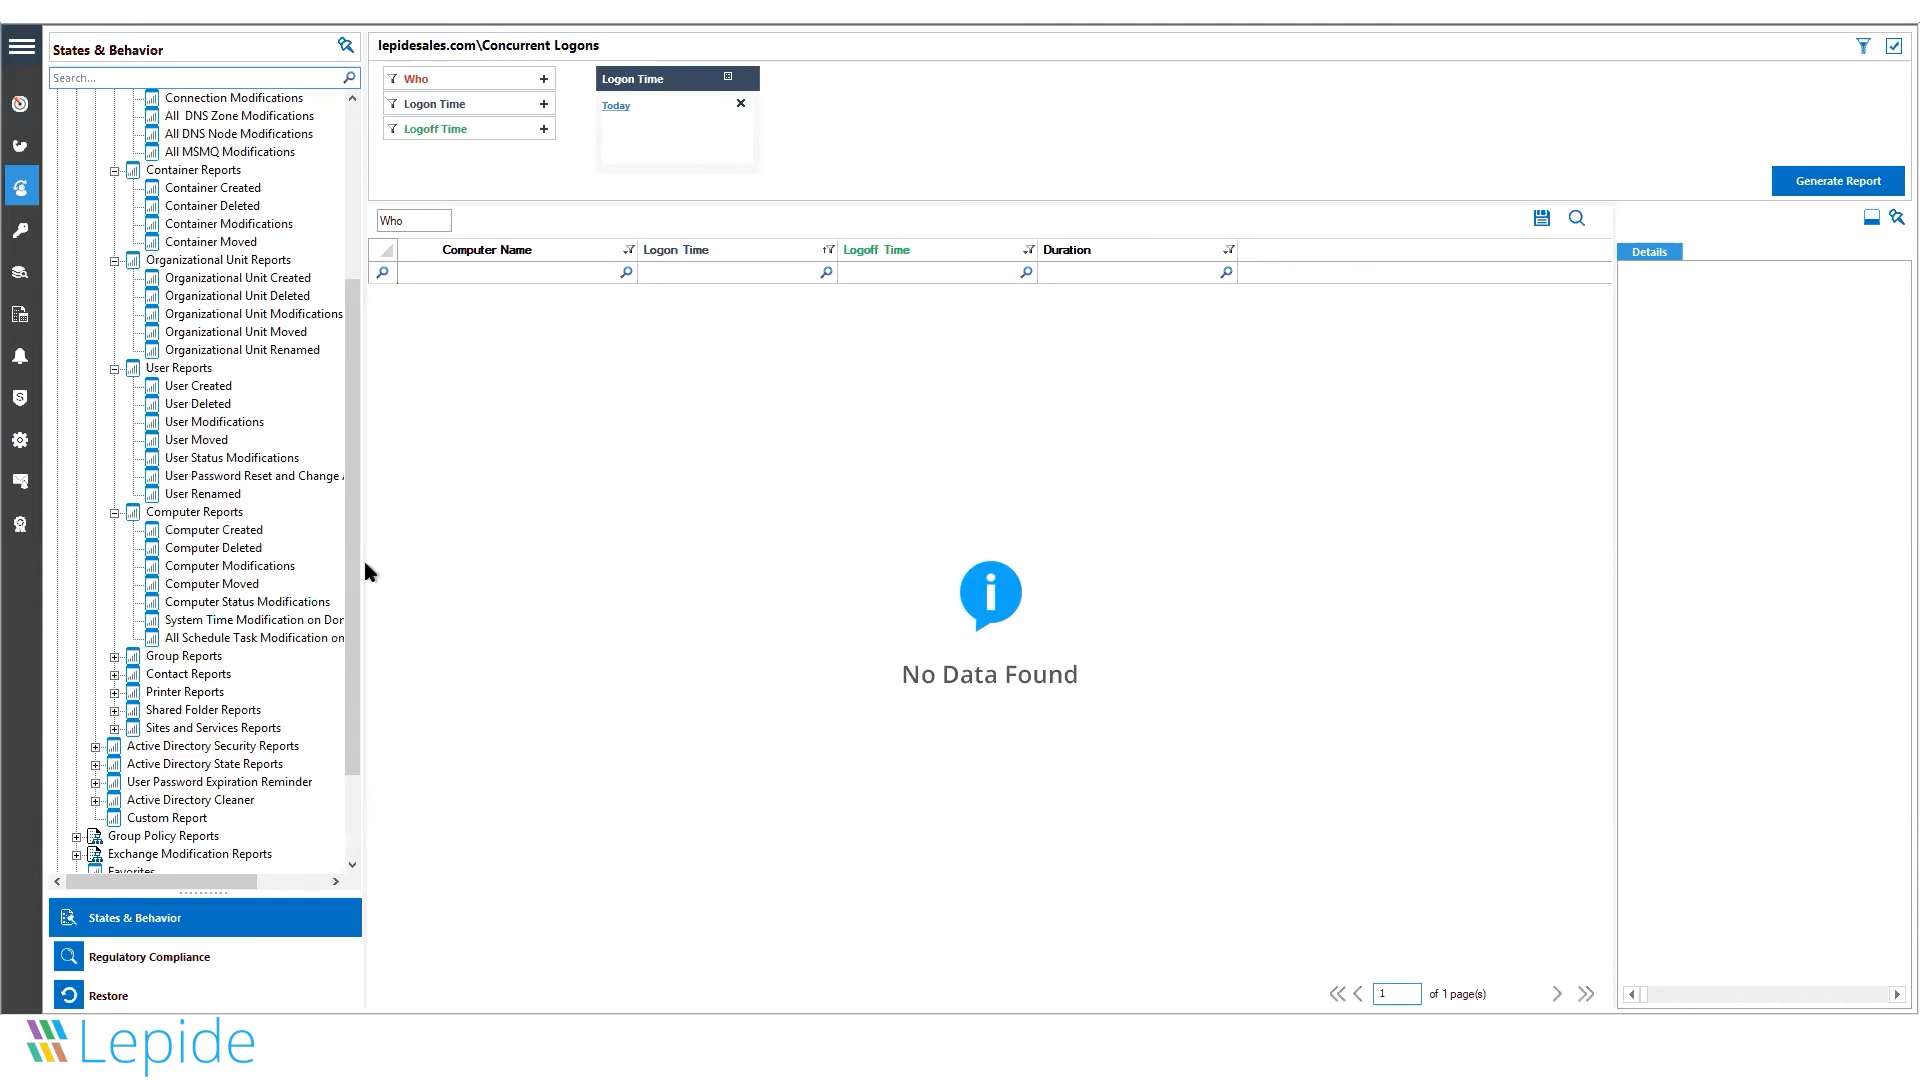 States & Behavior
Search...
Connection Modifications
All DNS Zone Modifications
All DNS Node Modifications
All MSMQ Modifications
Container Reports
Container Created
Container Deleted
Container Modifications
Container Moved
Organizational Unit Reports
Organizational Unit Created
Organizational Unit Deleted
Organizational Unit Modifications
Organizational Unit Moved
Organizational Unit Renamed
User Reports
User Created
User Deleted
User Modifications
User Moved
User Status Modifications
User Password Reset and Change
User Renamed
Computer Reports
Computer Created
Computer Deleted
Computer Modifications
Computer Moved
Computer Status Modifications
System Time Modification on Dor
All Schedule Task Modification on
Group Reports
Contact Reports
Printer Reports
Shared Folder Reports
Sites and Services Reports
Active Directory Security Reports
Active Directory State Reports
User Password Expiration Reminder
Active Directory Cleaner
Custom Report
Group Policy Reports
Exchange Modification Reports
Favorites
States & Behavior
Regulatory Compliance
Restore
lepidesales.com\Concurrent Logons
Who +
Logon Time +
Logoff Time +
Logon Time
Today
Generate Report
Who
Computer Name Logon Time Logoff Time Duration
No Data Found
1 of 1 page(s)
Details
Lepide